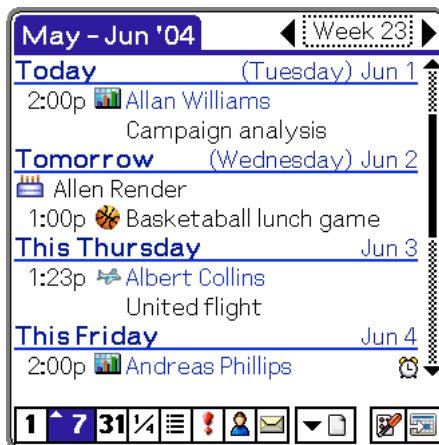 May - Jun '04 Week 23
Today (Tuesday) Jun 1
2:00p Allan Williams
Campaign analysis
Tomorrow (Wednesday) Jun 2
Allen Render
1:00p Basketaball lunch game
This Thursday Jun 3
1:23p Albert Collins
United flight
This Friday Jun 4
2:00p Andreas Phillips
1 7 31 ¼